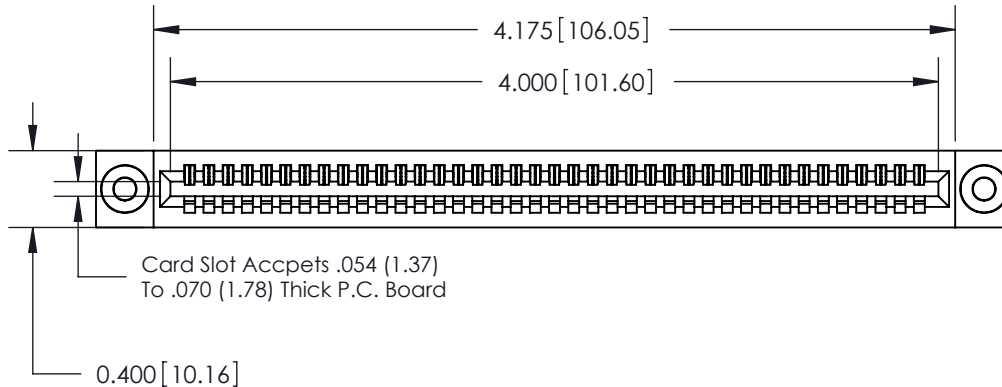 4.175[106.05]
4.000[101.60]
Card Slot Accpets .054 (1.37)
To .070 (1.78) Thick P.C. Board
0.400[10.16]